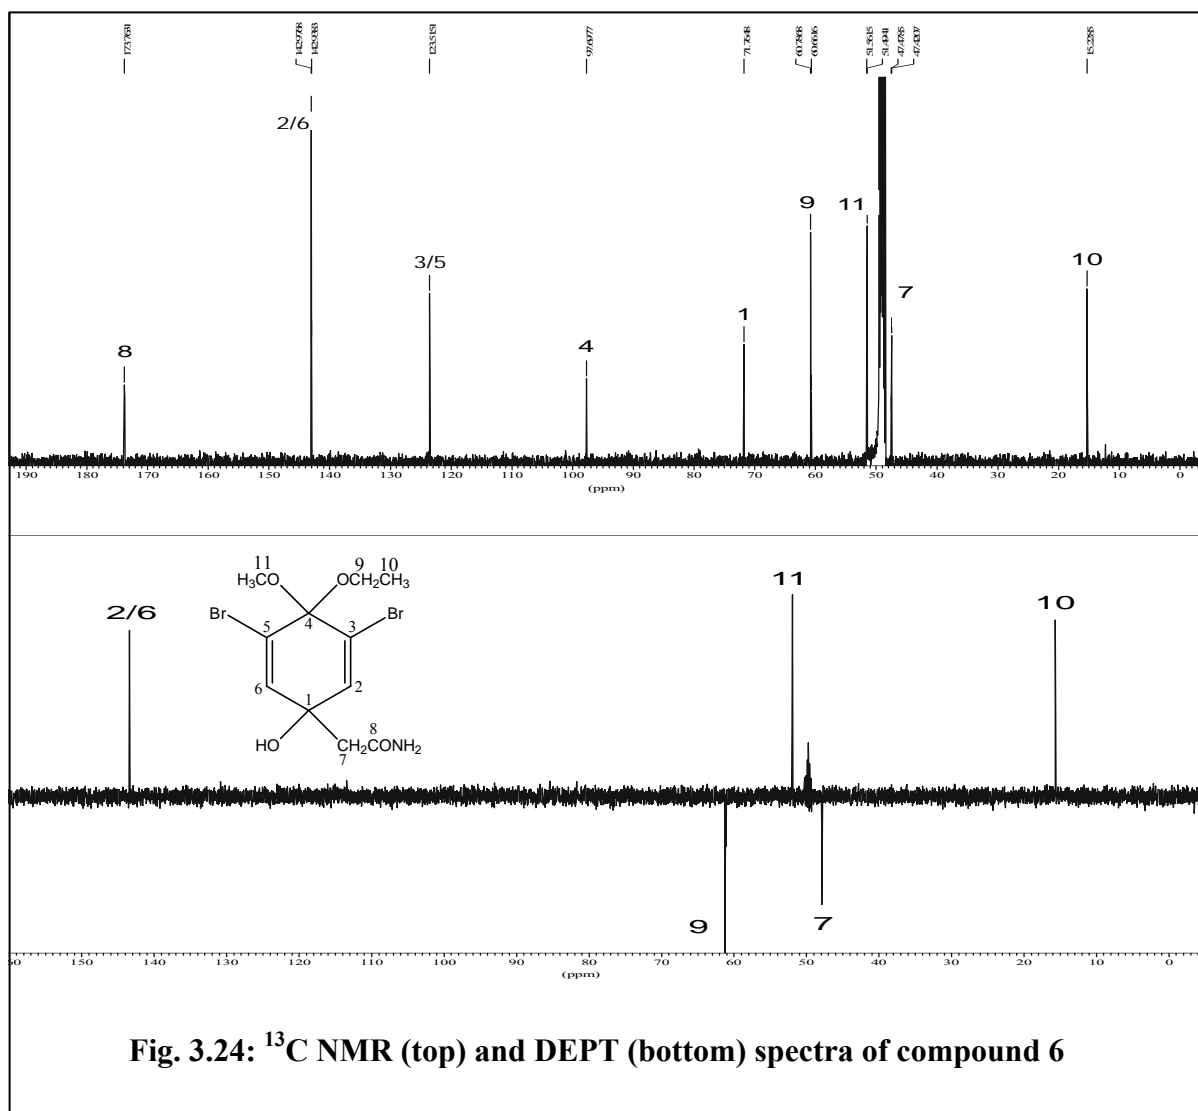 173.7631 142.9768 142.9383 123.5151 97.6977 71.7648 60.7868 60.6616 51.5615 51.4941 47.4785 47.4207 15.2285
2/6
9 11
3/5 10
7
1
8 4
190 180 170 160 150 140 130 120 110 100 90 80 70 60 50 40 30 20 10 0
(ppm)
11 9 10
H₃CO OCH₂CH₃
11
10
2/6
Br 5 4 3 Br
6 2
1
8
HO CH₂CONH₂
7
9 7
60 150 140 130 120 110 100 90 80 70 60 50 40 30 20 10 0
(ppm)
Fig. 3.24: ¹³C NMR (top) and DEPT (bottom) spectra of compound 6